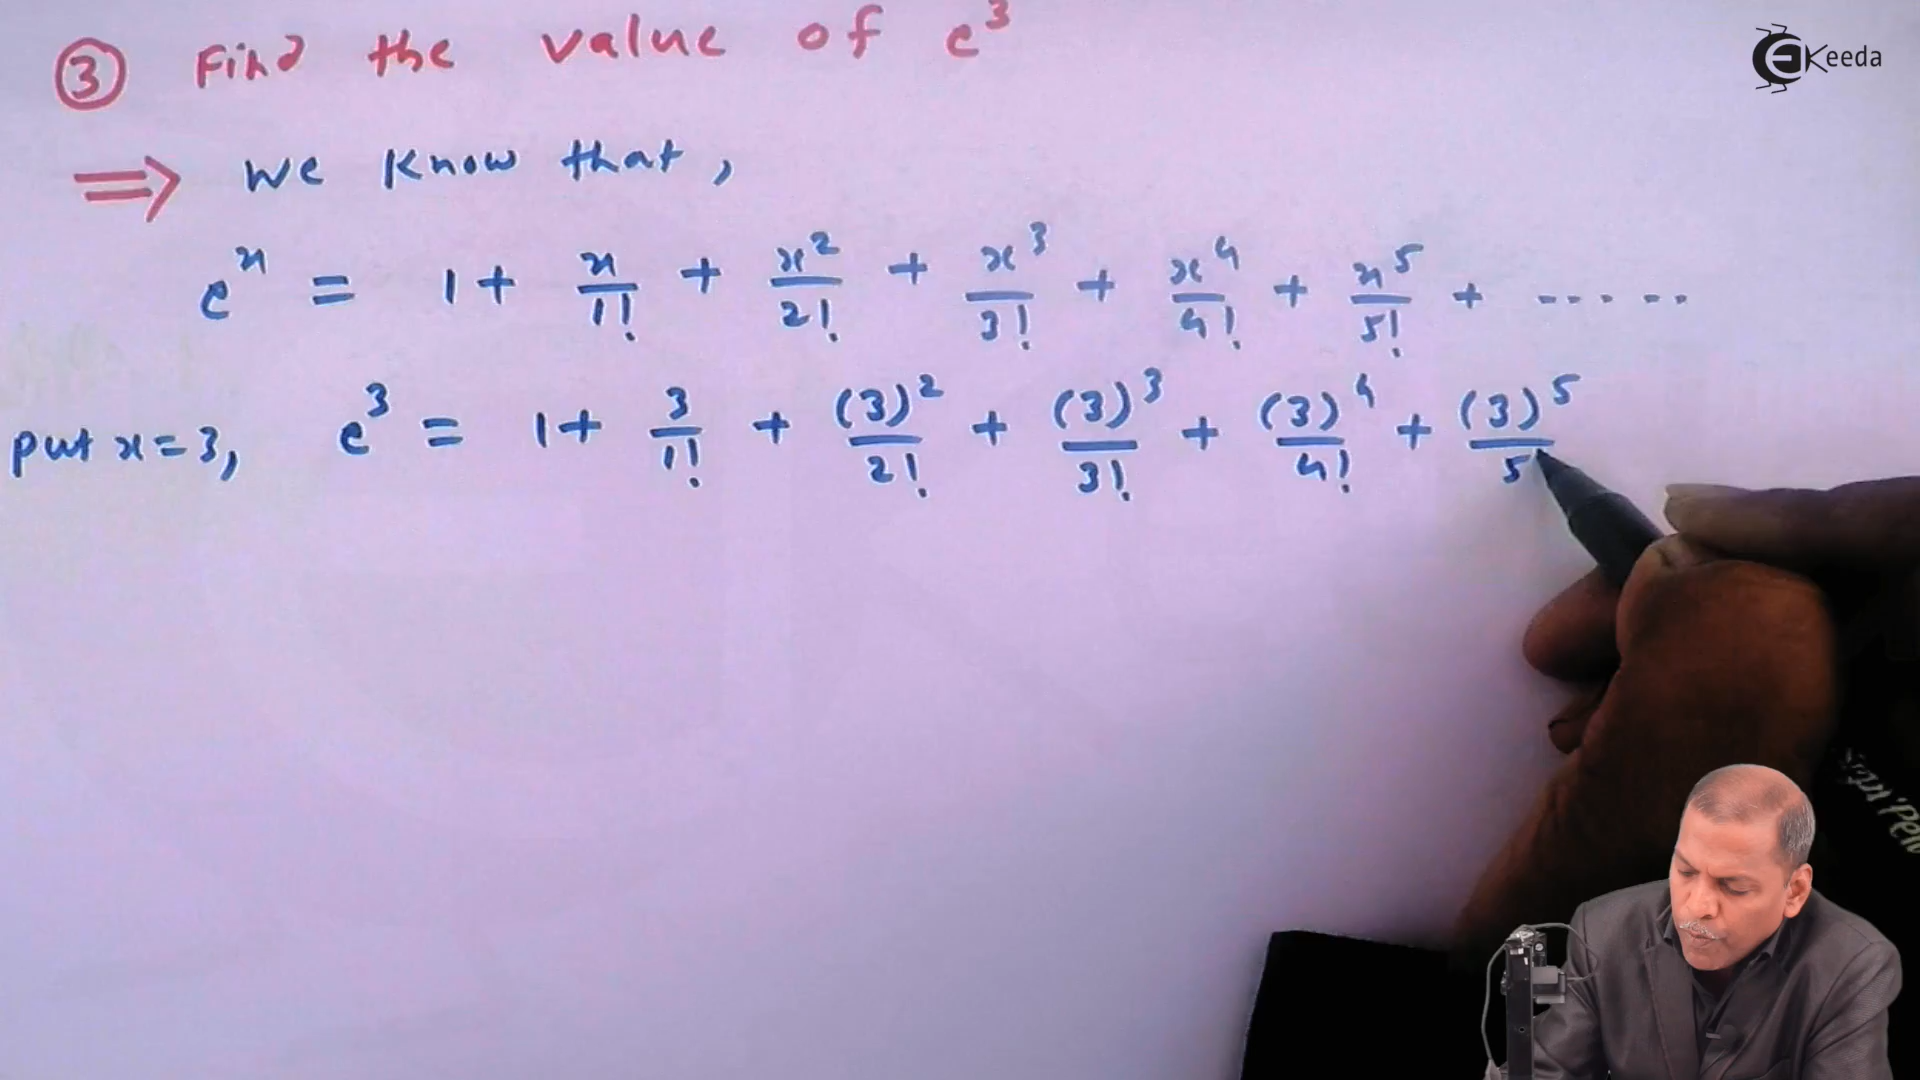 ③ Find the value of e³
⇒ We know that,
eˣ = 1 + x/1! + x²/2! + x³/3! + x⁴/4! + x⁵/5! + ......
put x=3, e³ = 1 + 3/1! + (3)²/2! + (3)³/3! + (3)⁴/4! + (3)⁵/5
Keeda